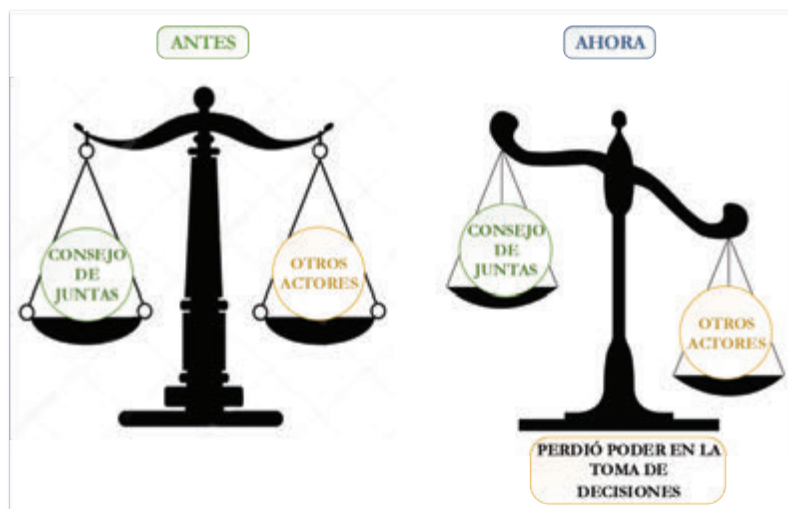 ANTES
AHORA
CONSEJO
DE
JUNTAS
OTROS
ACTORES
CONSEJO
DE
JUNTAS
OTROS
ACTORES
PERDIÓ PODER EN LA
TOMA DE
DECISIONES